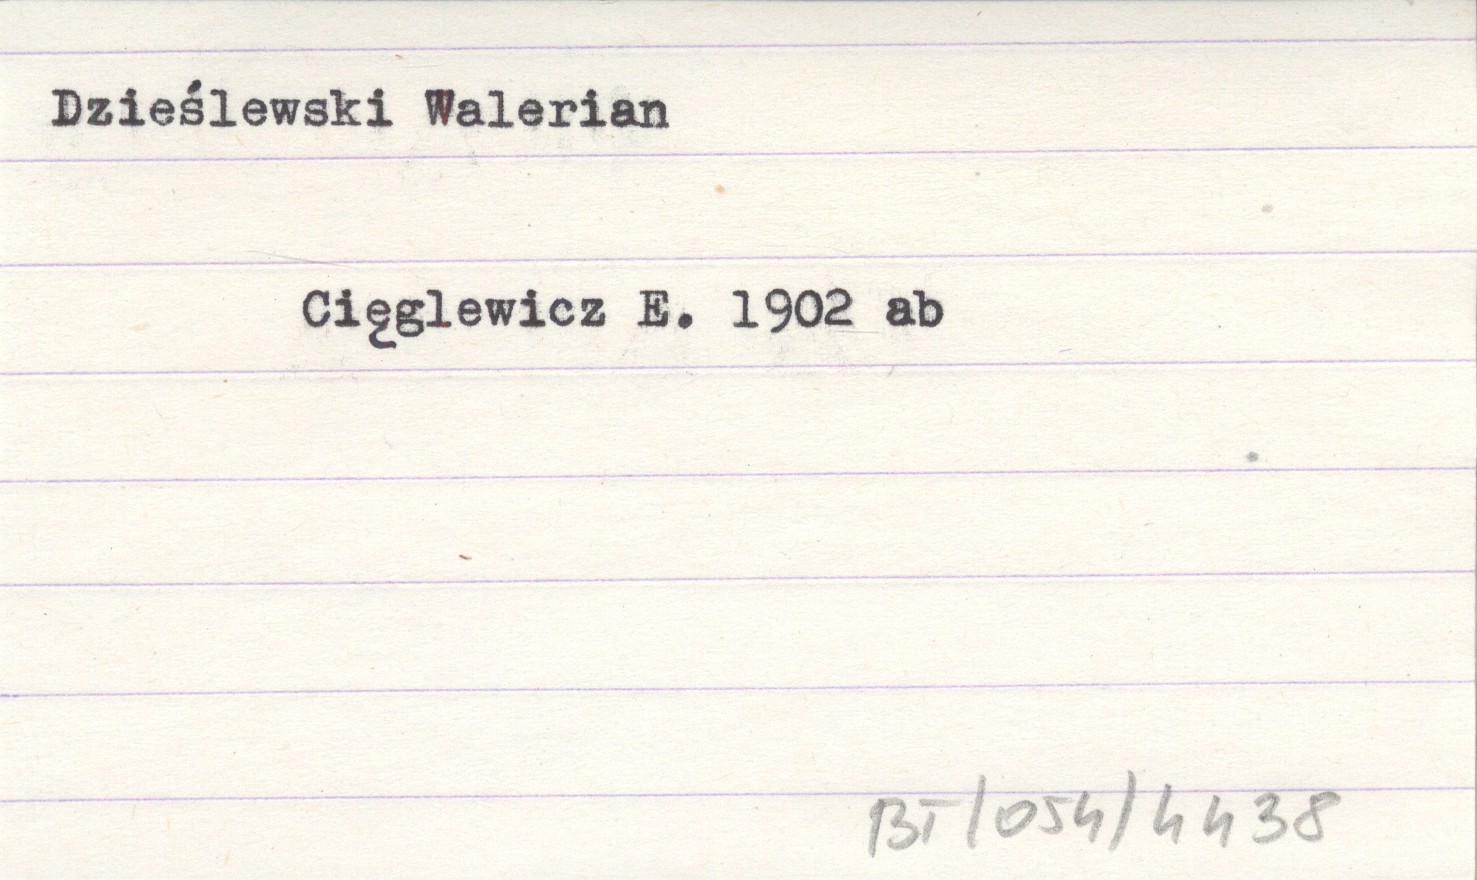 Dzieślewski Walerian
Cięglewicz E. 1902 ab
BT/054/4438